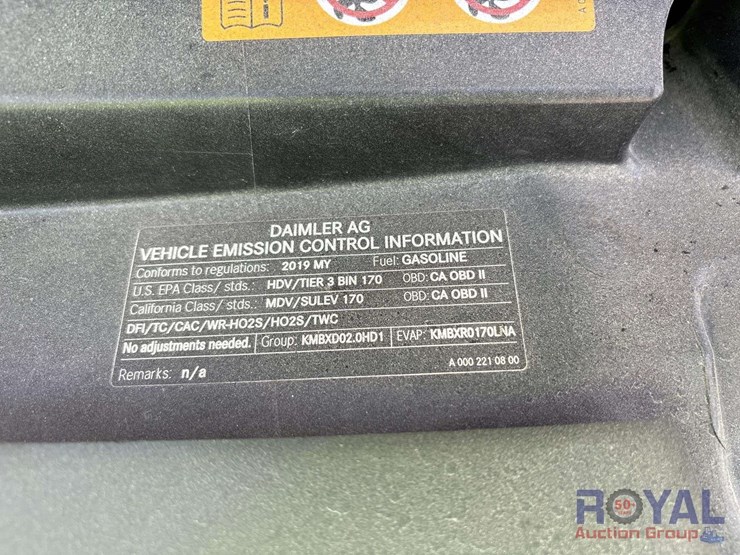 DAIMLER AG
VEHICLE EMISSION CONTROL INFORMATION
Conforms to regulations: 2019 MY Fuel: GASOLINE
U.S. EPA Class/ stds.: HDV/TIER 3 BIN 170 OBD: CA OBD II
California Class/ stds.: MDV/SULEV 170 OBD: CA OBD II
DFI/TC/CAC/WR-HO2S/HO2S/TWC
No adjustments needed. Group: KMBXD02.0HD1 EVAP: KMBXR0170LNA
Remarks: n/a A 000 221 08 00
ROYAL
Auction Group